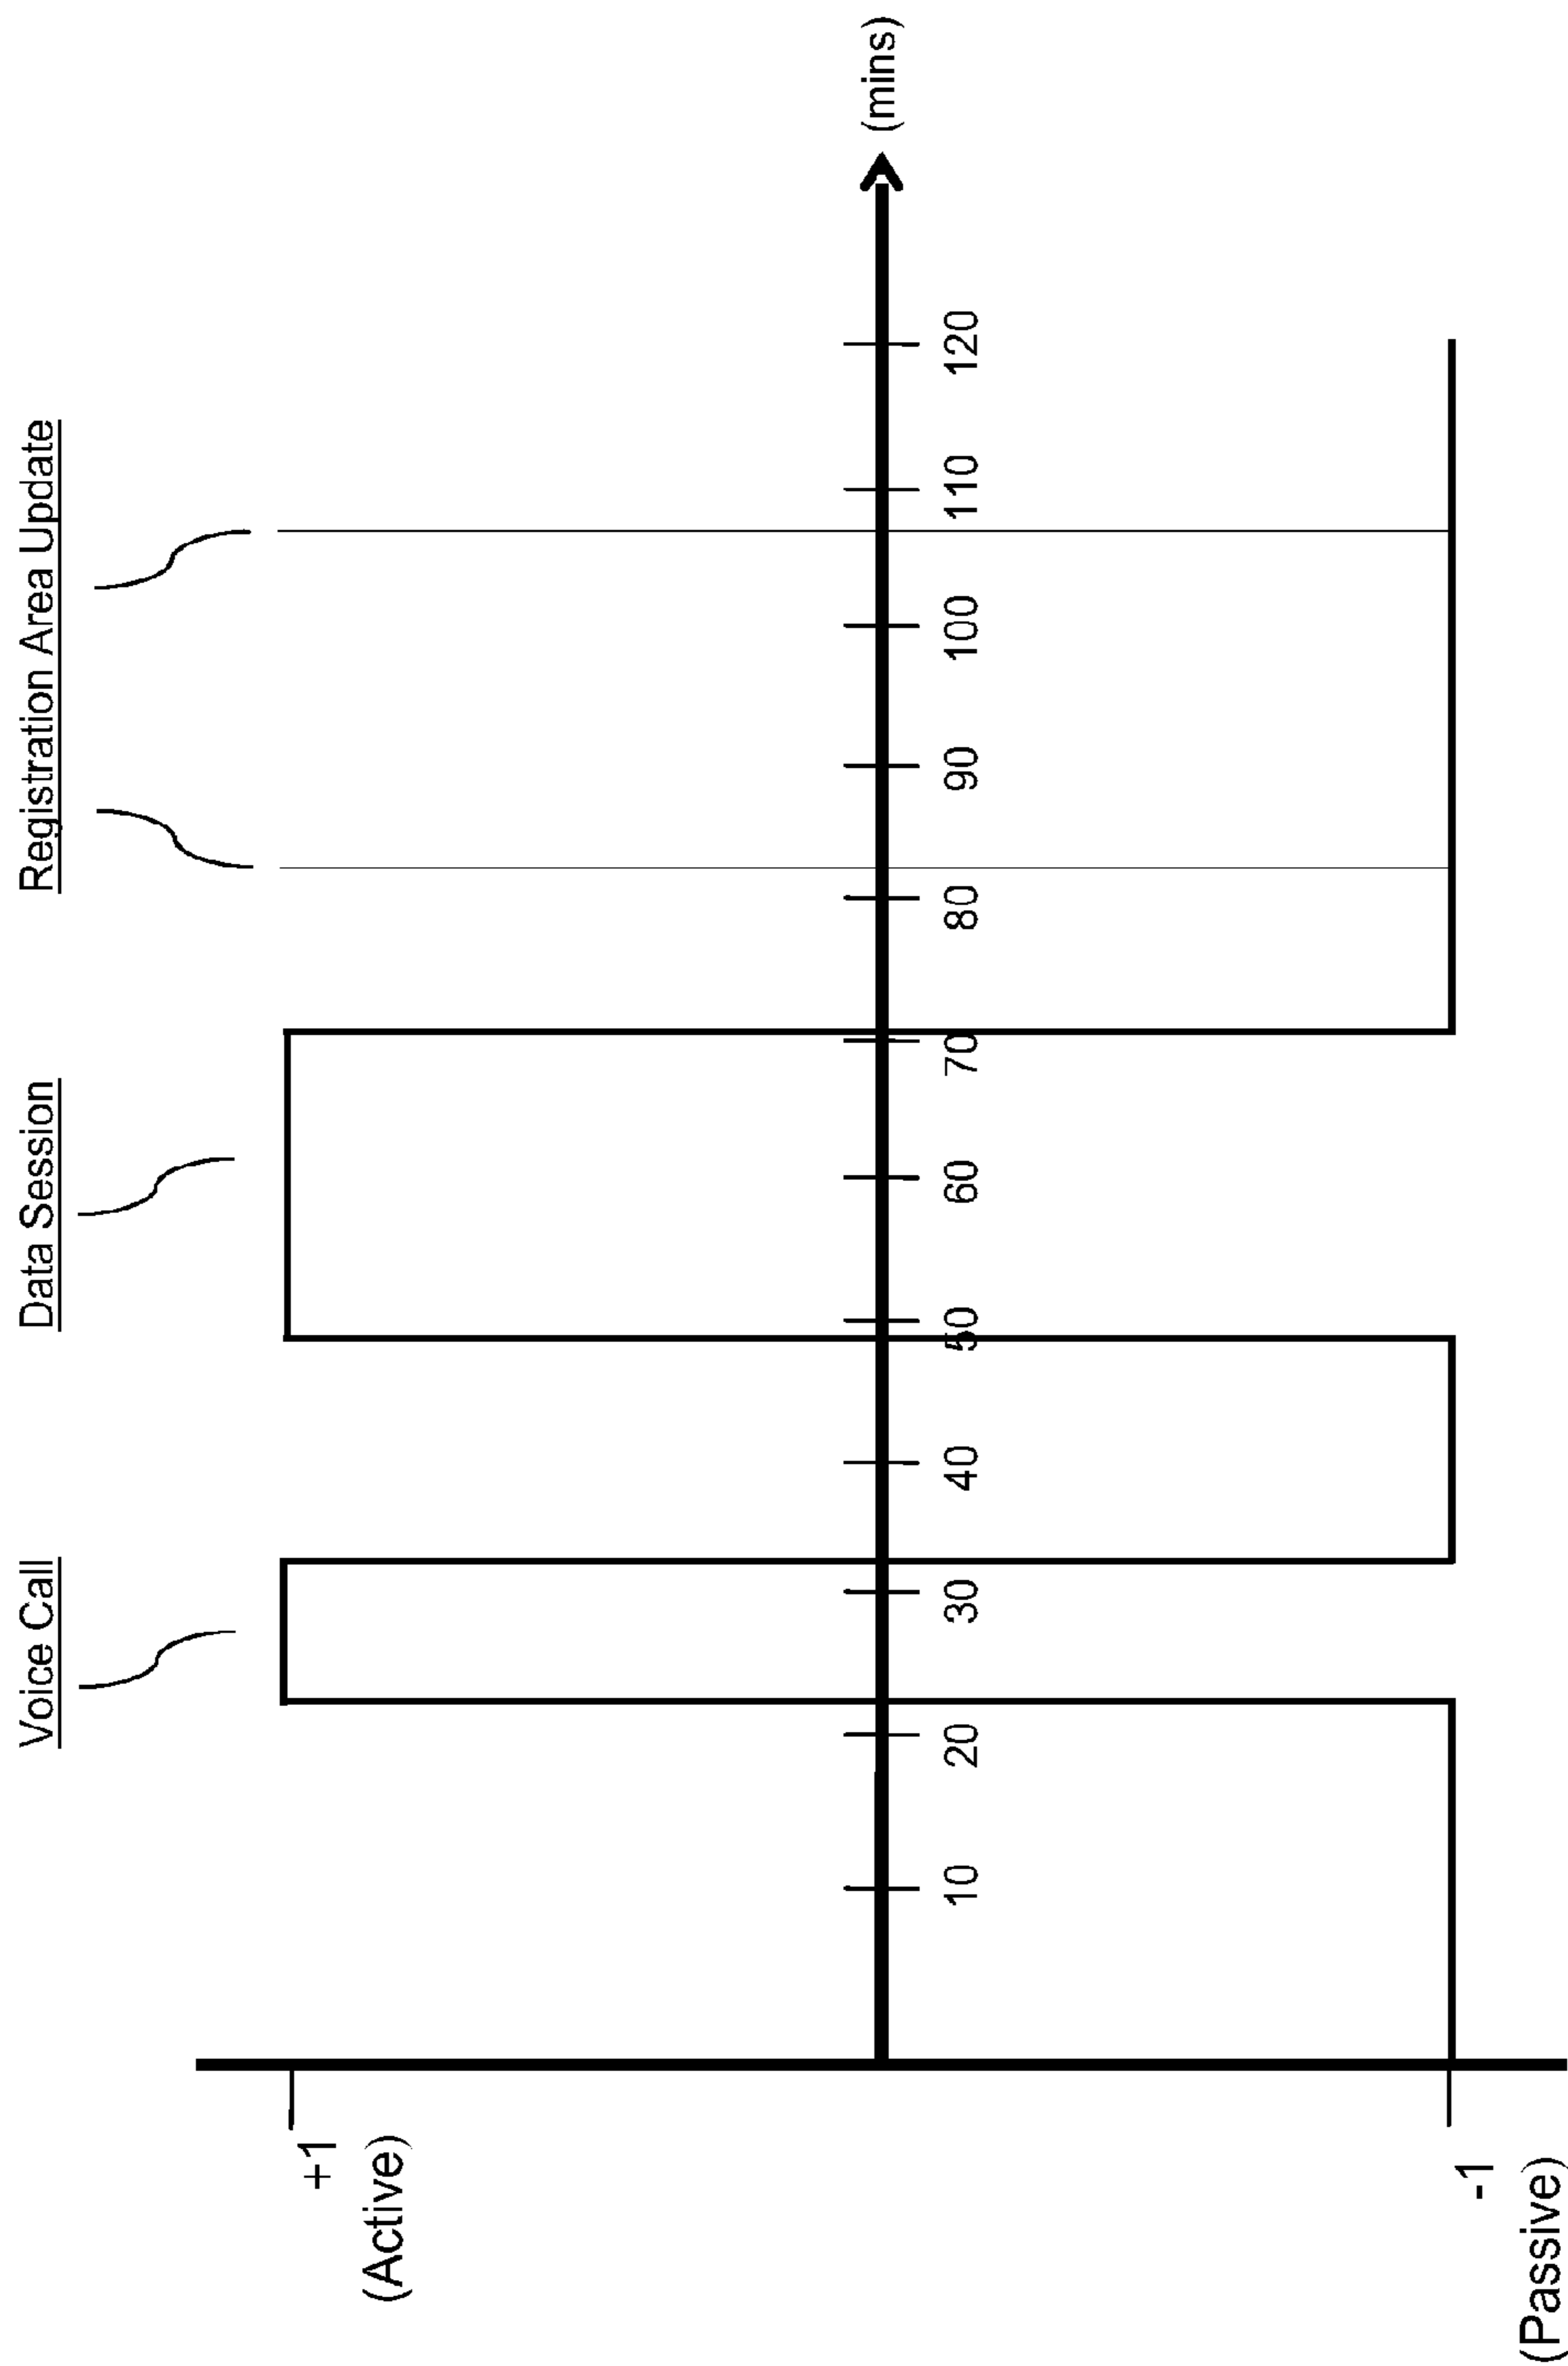 Voice Call
Data Session
Registration Area Update
+1
(Active)
10
20
30
40
50
60
70
80
90
100
110
120
(mins)
-1
(Passive)